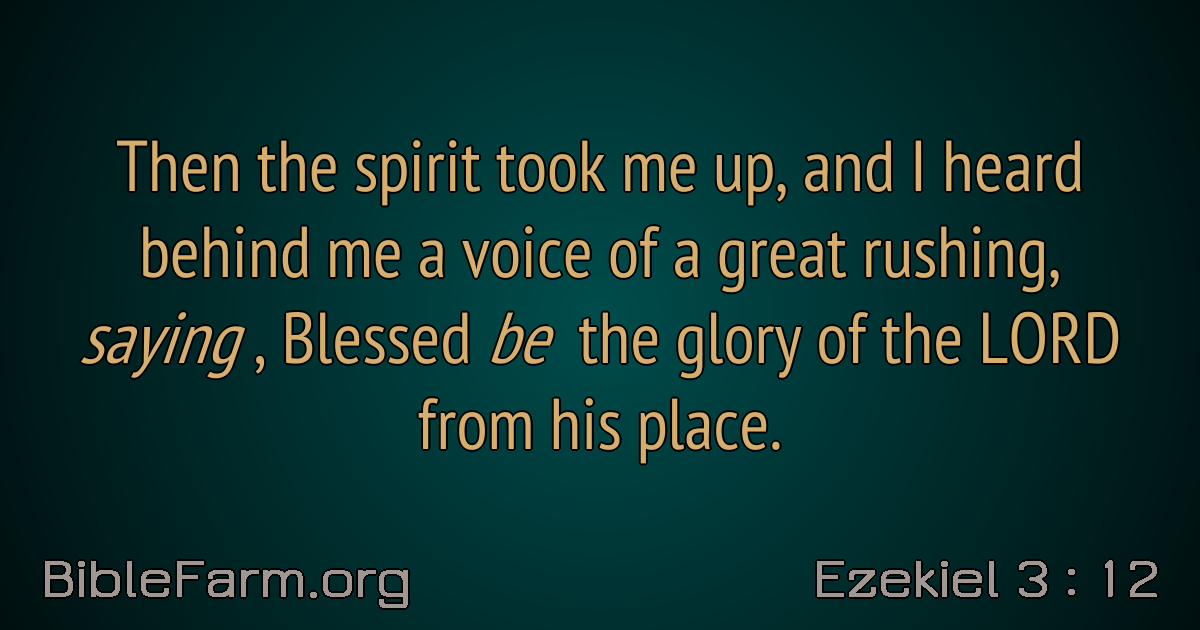 Then the spirit took me up, and I heard
behind me a voice of a great rushing,
saying , Blessed be the glory of the LORD
from his place.
BibleFarm.org
Ezekiel 3 : 12